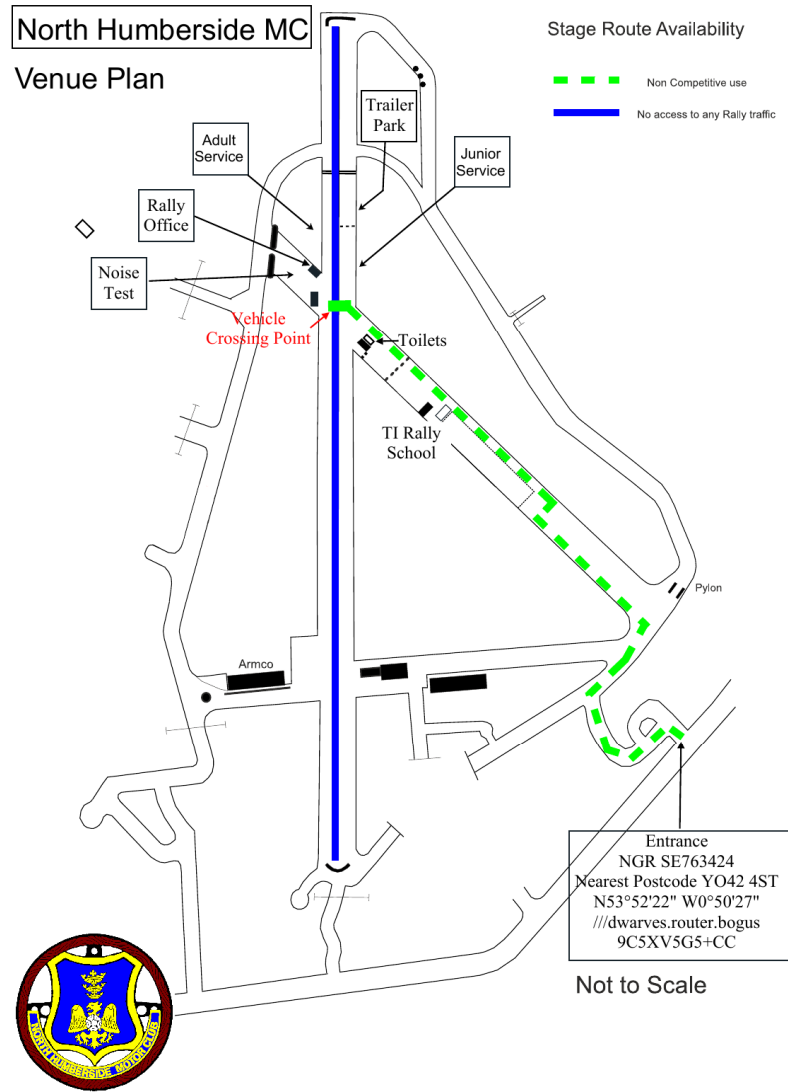 North Humberside MC
Venue Plan
Stage Route Availability
Non Competitive use
No access to any Rally traffic
Trailer
Park
Adult
Service
Junior
Service
Rally
Office
Noise
Test
Vehicle
Crossing Point
Toilets
TI Rally
School
Pylon
Armco
Entrance
NGR SE763424
Nearest Postcode YO42 4ST
N53°52'22" W0°50'27"
///dwarves.router.bogus
9C5XV5G5+CC
Not to Scale
NORTH HUMBERSIDE MOTOR CLUB